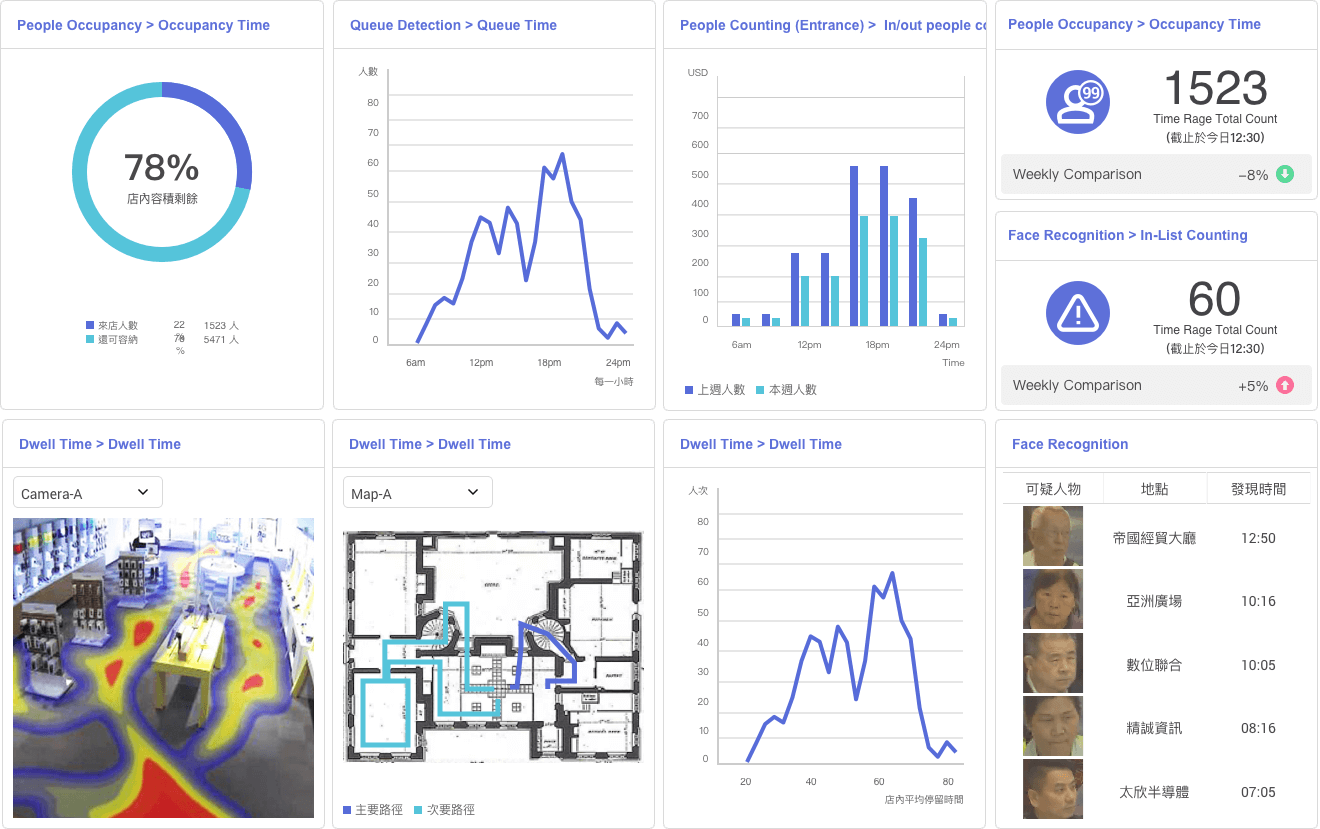 People Occupancy > Occupancy Time
78%
店內容積剩餘
來店人數 22 % 1523 人
還可容納 78 % 5471 人
Queue Detection > Queue Time
人數
80
70
60
50
40
30
20
10
0
6am 12pm 18pm 24pm
每一小時
People Counting (Entrance) > In/out people co
USD
700
600
500
400
300
200
100
0
6am 12pm 18pm 24pm
Time
上週人數 本週人數
People Occupancy > Occupancy Time
99
1523
Time Rage Total Count
(截止於今日12:30)
Weekly Comparison −8%
Face Recognition > In-List Counting
60
Time Rage Total Count
(截止於今日12:30)
Weekly Comparison +5%
Dwell Time > Dwell Time
Camera-A
Dwell Time > Dwell Time
Map-A
主要路徑 次要路徑
Dwell Time > Dwell Time
人次
80
70
60
50
40
30
20
10
0
20 40 60 80
店內平均停留時間
Face Recognition
可疑人物 地點 發現時間
帝國經貿大廳 12:50
亞洲廣場 10:16
數位聯合 10:05
精誠資訊 08:16
太欣半導體 07:05